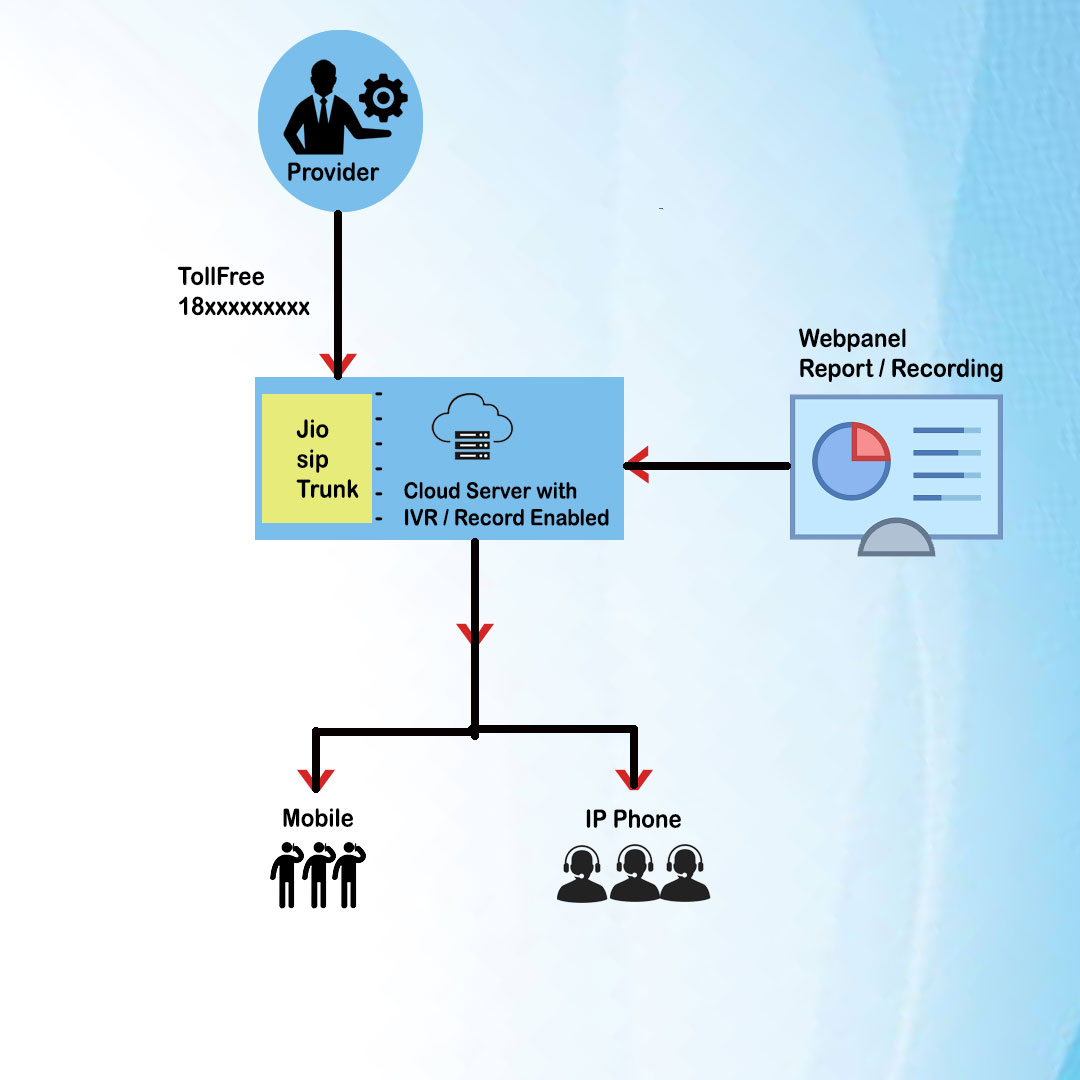 Provider
TollFree
18xxxxxxxxx
Webpanel
Report / Recording
Jio
sip
Trunk
Cloud Server with
IVR / Record Enabled
Mobile
IP Phone